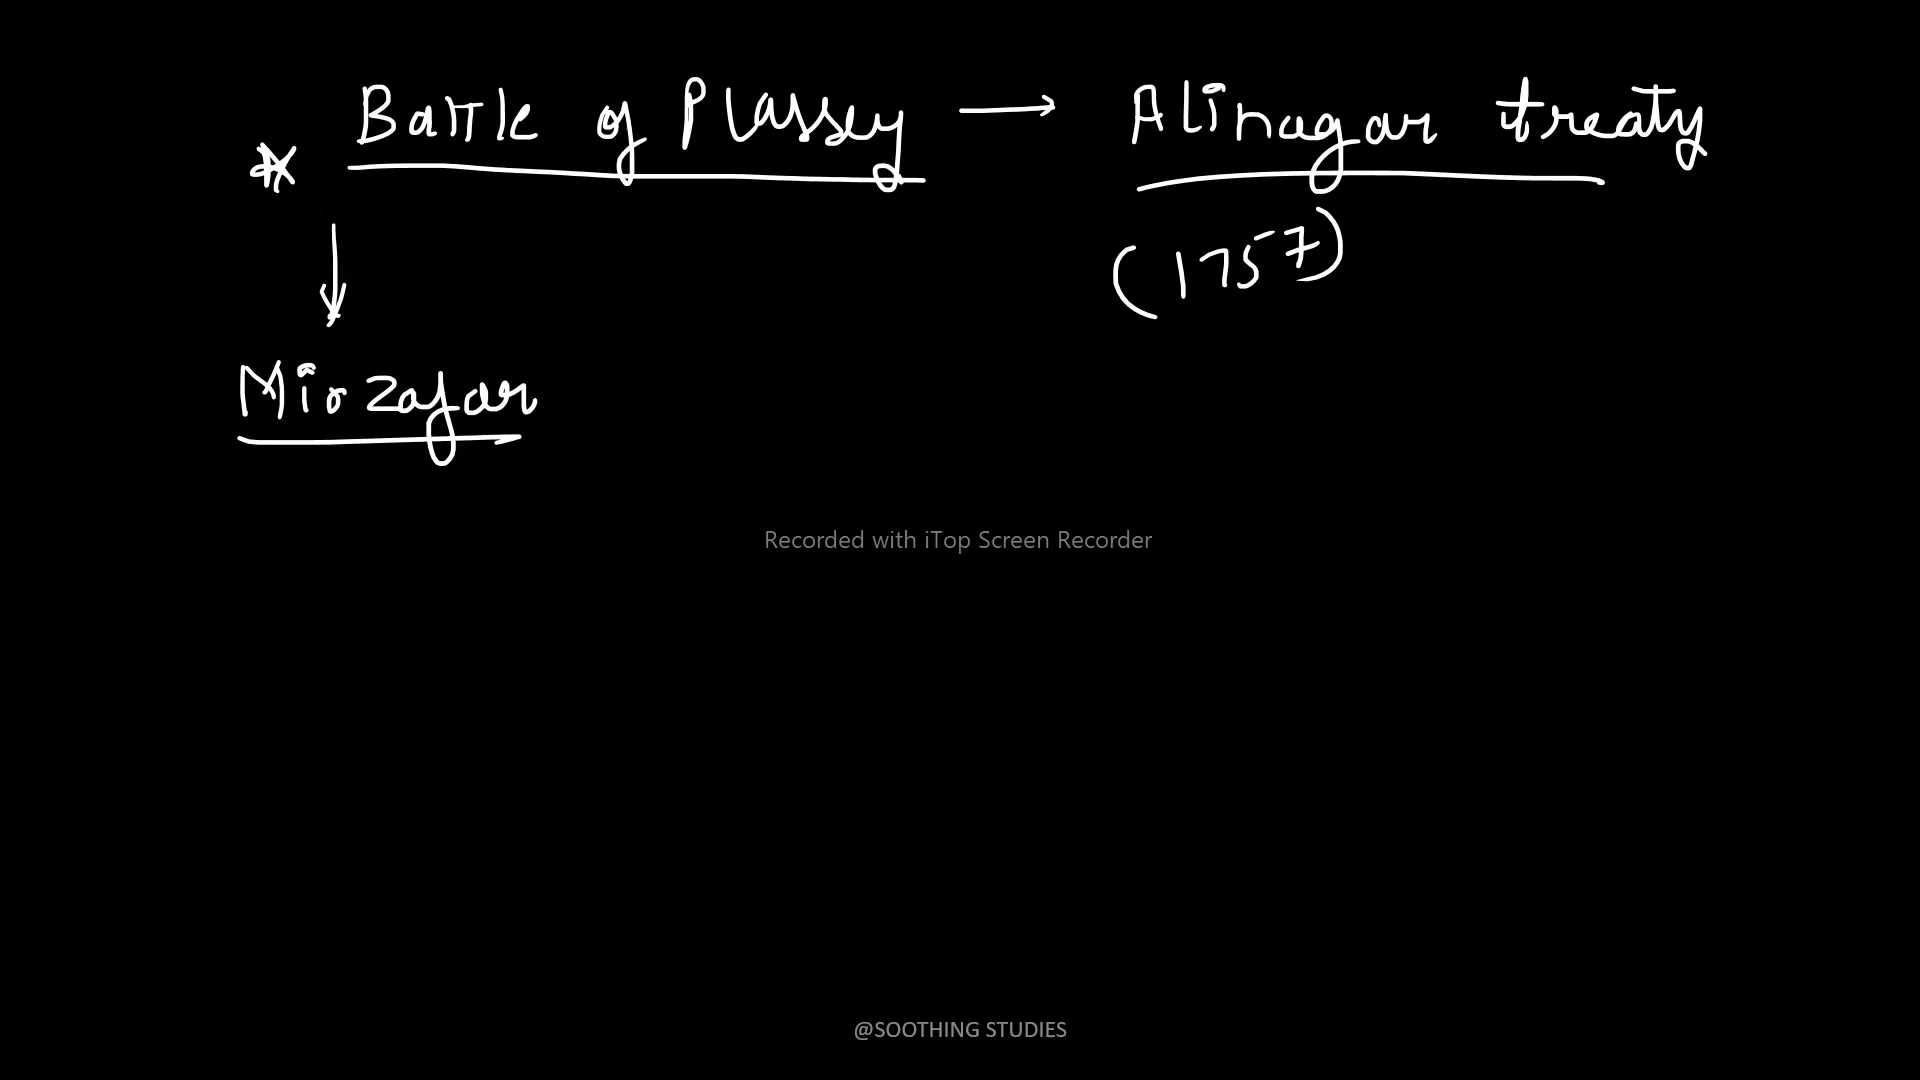 * Battle of Plassey → Alinagar treaty
(1757)
↓
Mir Zafar
Recorded with iTop Screen Recorder
@SOOTHING STUDIES